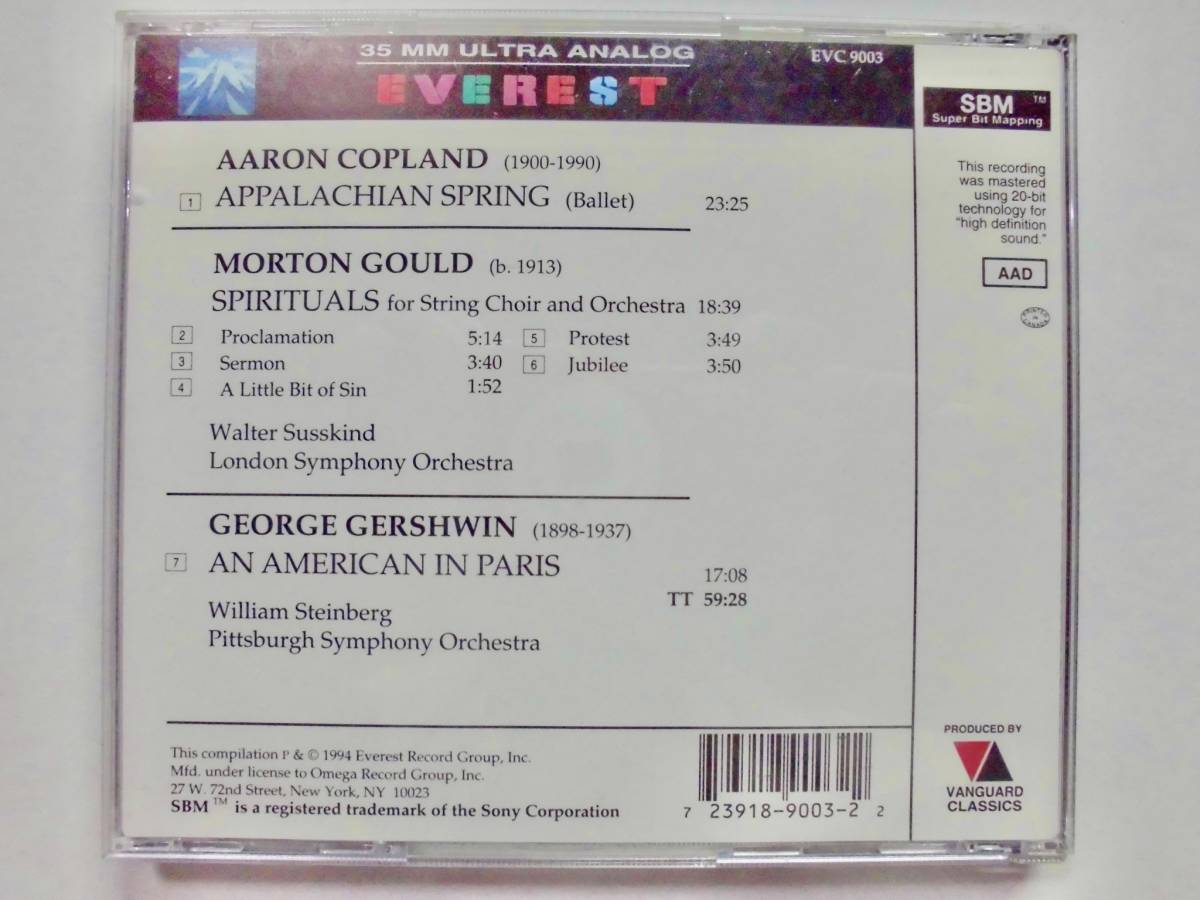 35 MM ULTRA ANALOG
EVEREST
EVC 9003
AARON COPLAND (1900-1990)
1 APPALACHIAN SPRING (Ballet) 23:25
MORTON GOULD (b. 1913)
SPIRITUALS for String Choir and Orchestra 18:39
2 Proclamation 5:14 5 Protest 3:49
3 Sermon 3:40 6 Jubilee 3:50
4 A Little Bit of Sin 1:52
Walter Susskind
London Symphony Orchestra
GEORGE GERSHWIN (1898-1937)
7 AN AMERICAN IN PARIS 17:08
TT 59:28
William Steinberg
Pittsburgh Symphony Orchestra
This compilation P & © 1994 Everest Record Group, Inc.
Mfd. under license to Omega Record Group, Inc.
27 W. 72nd Street, New York, NY 10023
SBM™ is a registered trademark of the Sony Corporation
7 23918-9003-2 2
SBM™
Super Bit Mapping
This recording
was mastered
using 20-bit
technology for
"high definition
sound."
AAD
PRINTED
IN
CANADA
PRODUCED BY
VANGUARD
CLASSICS